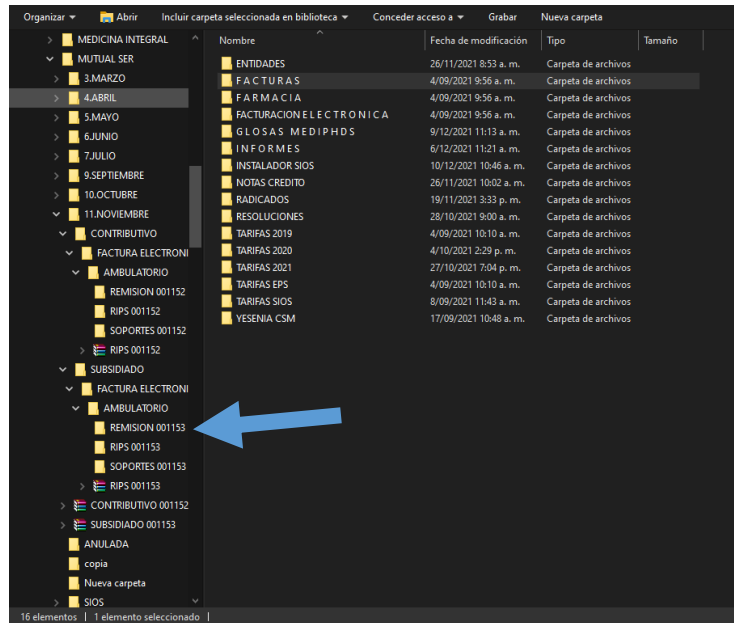 Organizar Abrir Incluir carpeta seleccionada en biblioteca Conceder acceso a Grabar Nueva carpeta
MEDICINA INTEGRAL
MUTUAL SER
3.MARZO
4.ABRIL
5.MAYO
6.JUNIO
7.JULIO
9.SEPTIEMBRE
10.OCTUBRE
11.NOVIEMBRE
CONTRIBUTIVO
FACTURA ELECTRONI
AMBULATORIO
REMISION 001152
RIPS 001152
SOPORTES 001152
RIPS 001152
SUBSIDIADO
FACTURA ELECTRONI
AMBULATORIO
REMISION 001153
RIPS 001153
SOPORTES 001153
RIPS 001153
CONTRIBUTIVO 001152
SUBSIDIADO 001153
ANULADA
copia
Nueva carpeta
SIOS
Nombre Fecha de modificación Tipo Tamaño
ENTIDADES 26/11/2021 8:53 a. m. Carpeta de archivos
F A C T U R A S 4/09/2021 9:56 a. m. Carpeta de archivos
F A R M A C I A 4/09/2021 9:56 a. m. Carpeta de archivos
FACTURACION E L E C T R O N I C A 4/09/2021 9:56 a. m. Carpeta de archivos
G L O S A S M E D I P H D S 9/12/2021 11:13 a. m. Carpeta de archivos
I N F O R M E S 6/12/2021 11:21 a. m. Carpeta de archivos
INSTALADOR SIOS 10/12/2021 10:46 a. m. Carpeta de archivos
NOTAS CREDITO 26/11/2021 10:02 a. m. Carpeta de archivos
RADICADOS 19/11/2021 3:33 p. m. Carpeta de archivos
RESOLUCIONES 28/10/2021 9:00 a. m. Carpeta de archivos
TARIFAS 2019 4/09/2021 10:10 a. m. Carpeta de archivos
TARIFAS 2020 4/10/2021 2:29 p. m. Carpeta de archivos
TARIFAS 2021 27/10/2021 7:04 p. m. Carpeta de archivos
TARIFAS EPS 4/09/2021 10:10 a. m. Carpeta de archivos
TARIFAS SIOS 8/09/2021 11:43 a. m. Carpeta de archivos
YESENIA CSM 17/09/2021 10:48 a. m. Carpeta de archivos
16 elementos 1 elemento seleccionado